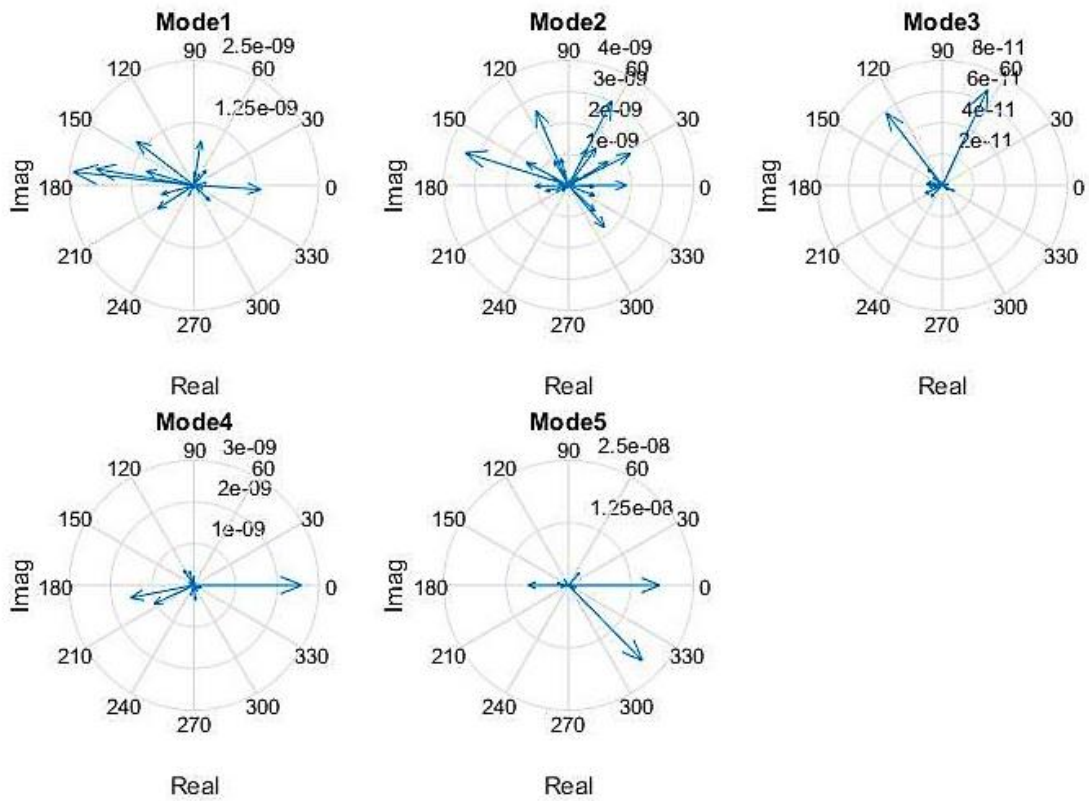 Mode1
90
2.5e-09
120
60
1.25e-09
150
30
Imag
180
0
210
330
240
300
270
Real
Mode2
90
4e-09
120
60
3e-09
150
2e-09
30
1e-09
Imag
180
0
210
330
240
300
270
Real
Mode3
90
8e-11
120
60
6e-11
150
4e-11
30
2e-11
Imag
180
0
210
330
240
300
270
Real
Mode4
90
3e-09
120
60
2e-09
150
30
1e-09
Imag
180
0
210
330
240
300
270
Real
Mode5
90
2.5e-08
120
60
1.25e-08
150
30
Imag
180
0
210
330
240
300
270
Real